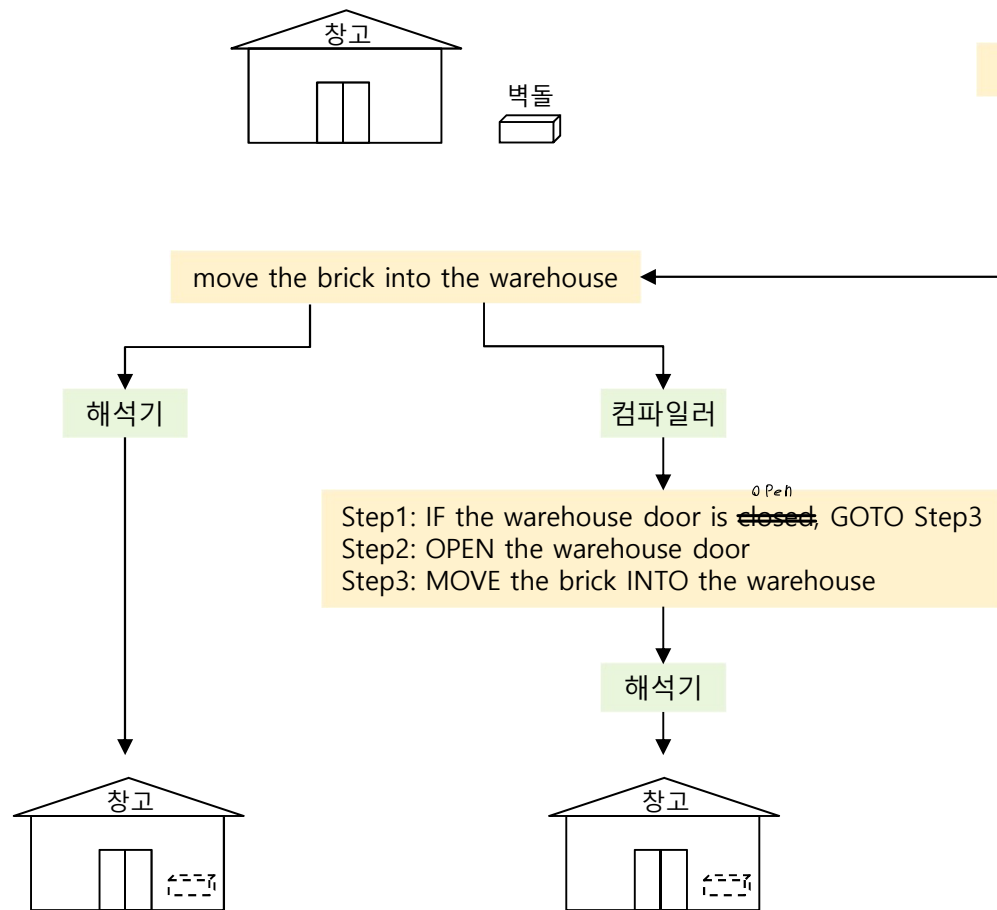 창고
벽돌
move the brick into the warehouse
해석기
컴파일러
open
Step1: IF the warehouse door is closed, GOTO Step3
Step2: OPEN the warehouse door
Step3: MOVE the brick INTO the warehouse
해석기
창고
창고